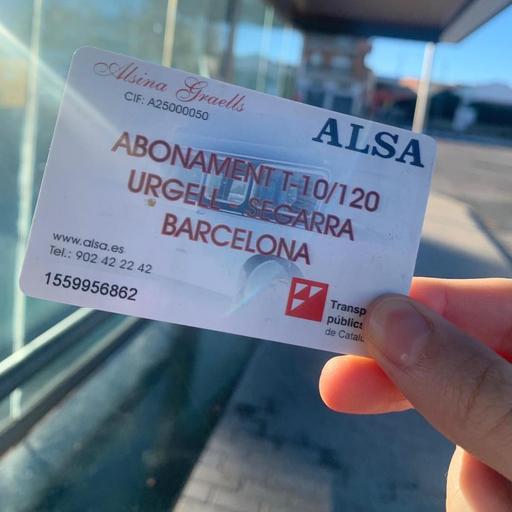 Alsina Graells
CIF: A25000050
ALSA
ABONAMENT T-10/120
URGELL - SEGARRA
BARCELONA
www.alsa.es
Tel.: 902 42 22 42
1559956862
Transp
públic
de Catalu